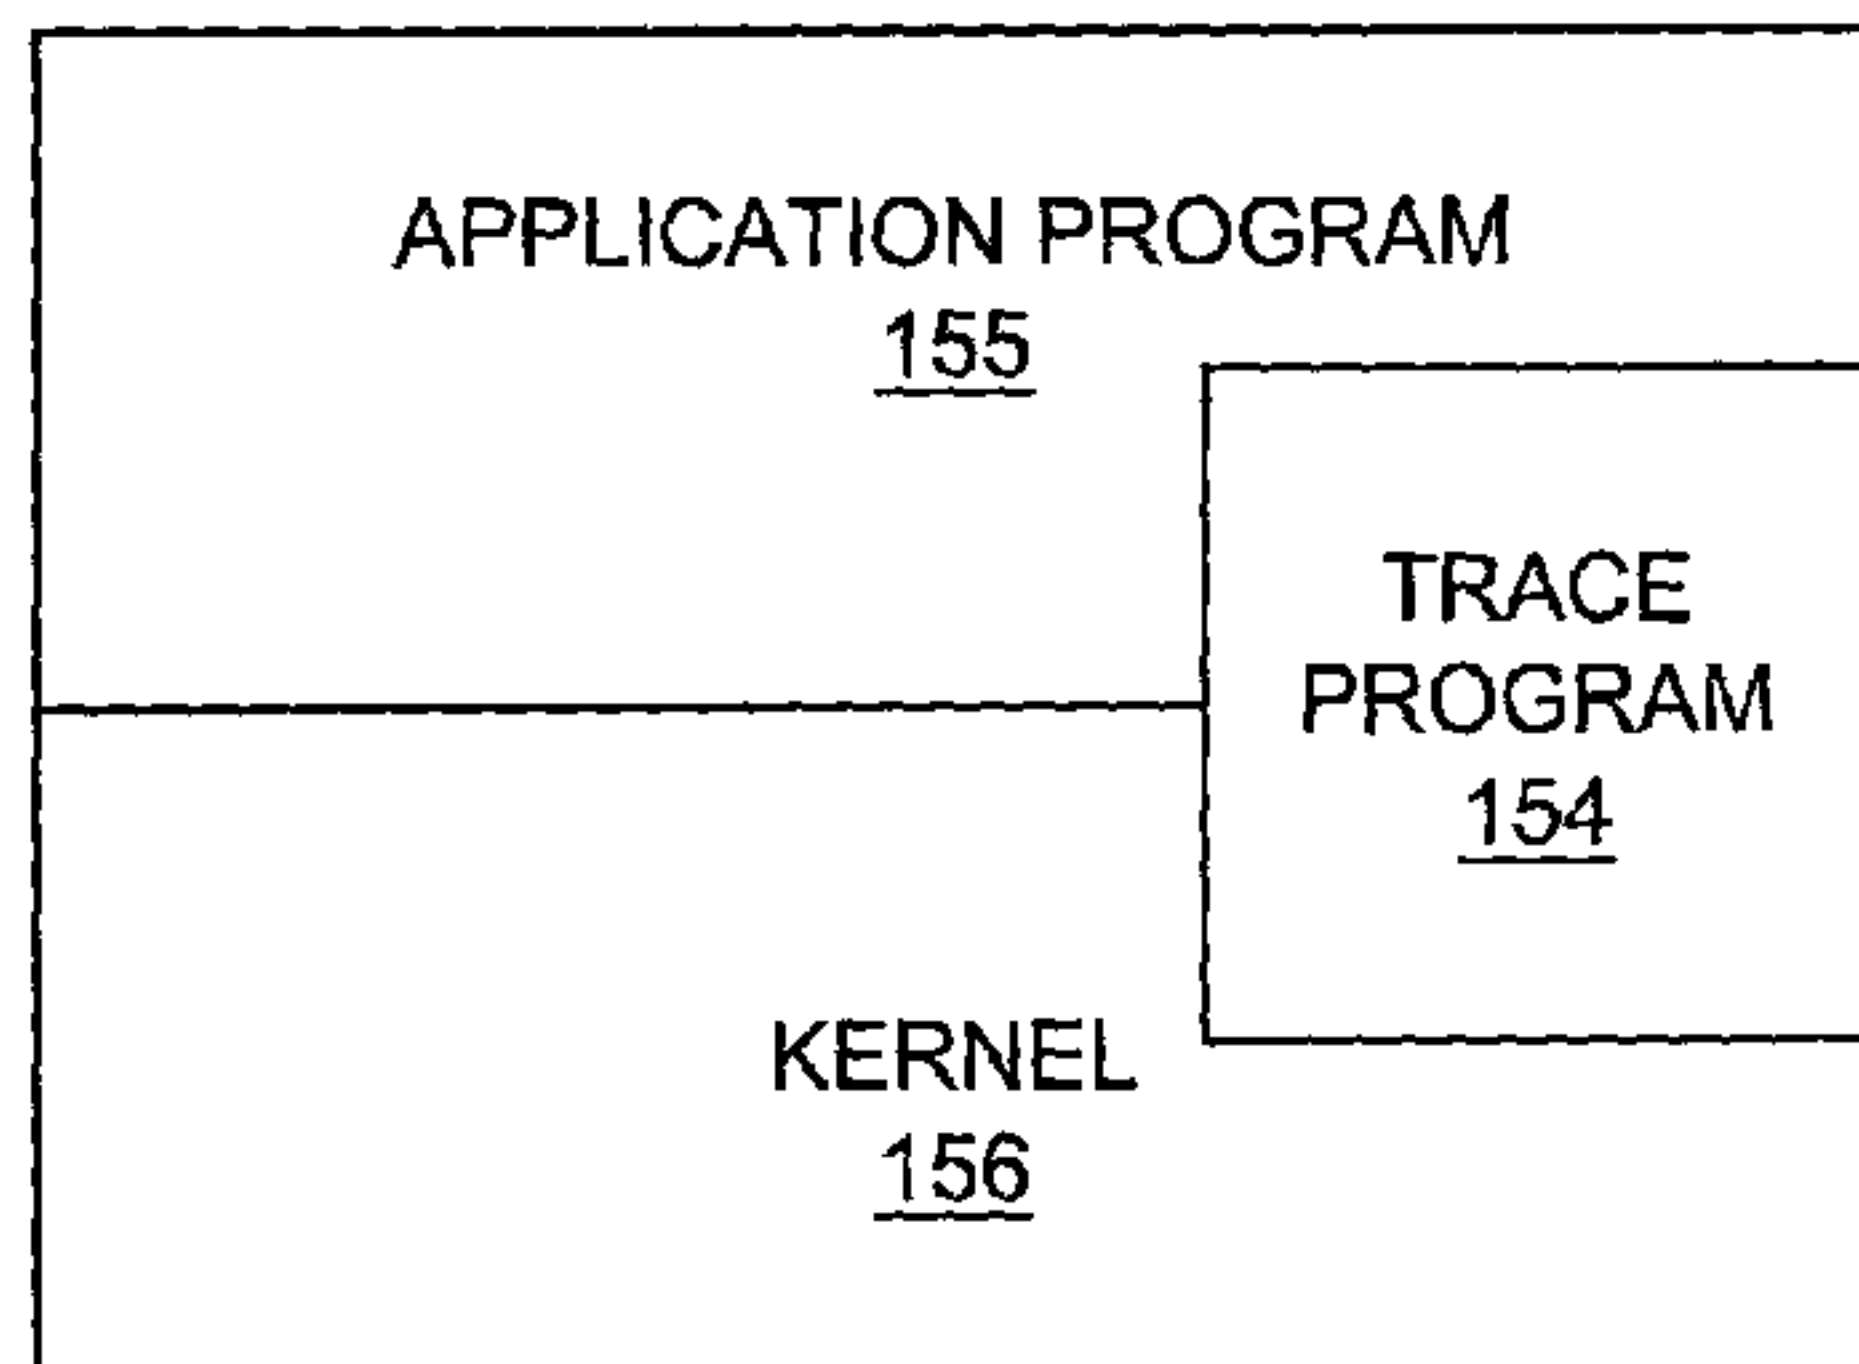 APPLICATION PROGRAM
155
TRACE
PROGRAM
154
KERNEL
156